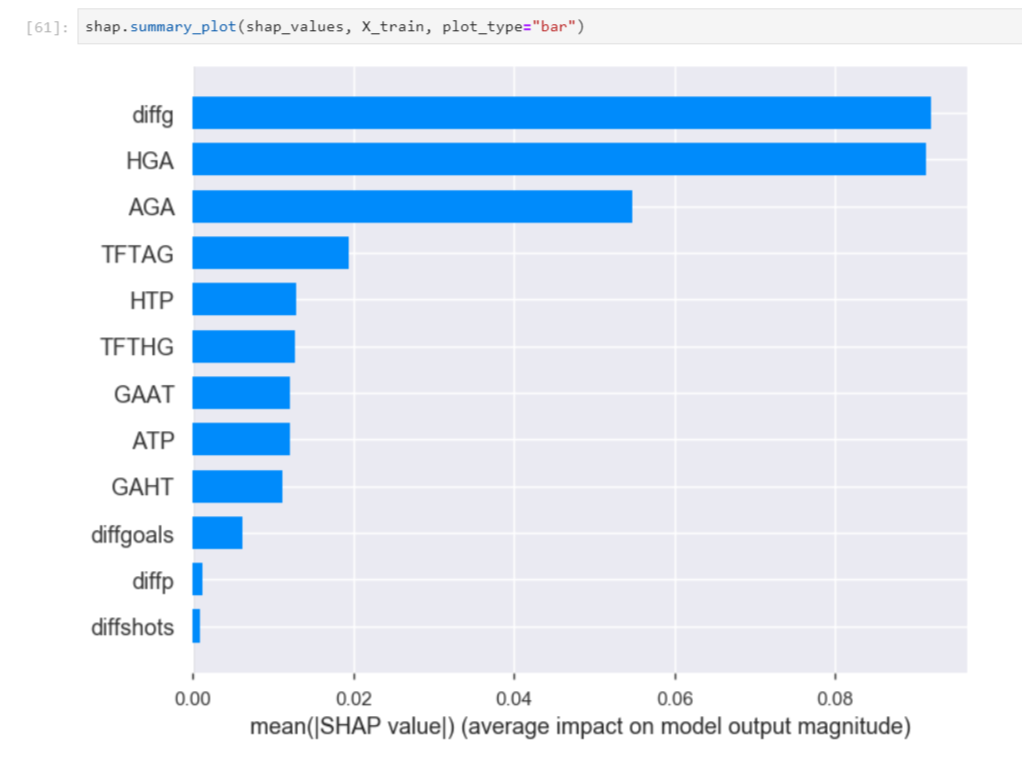 [61]: shap.summary_plot(shap_values, X_train, plot_type="bar")
diffg
HGA
AGA
TFTAG
HTP
TFTHG
GAAT
ATP
GAHT
diffgoals
diffp
diffshots
0.00 0.02 0.04 0.06 0.08
mean(|SHAP value|) (average impact on model output magnitude)